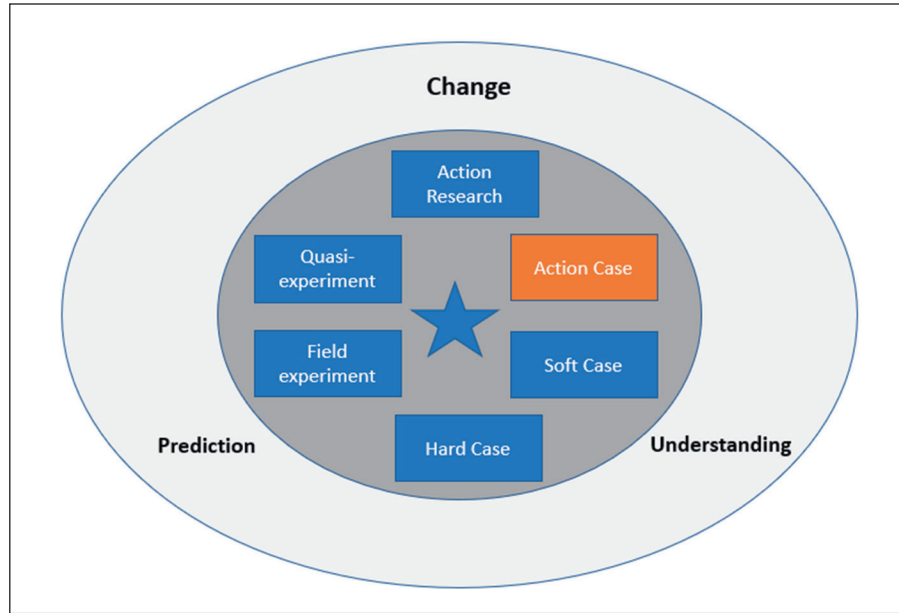 Change
Action
Research
Quasi-
experiment
Action Case
Field
experiment
Soft Case
Prediction
Hard Case
Understanding